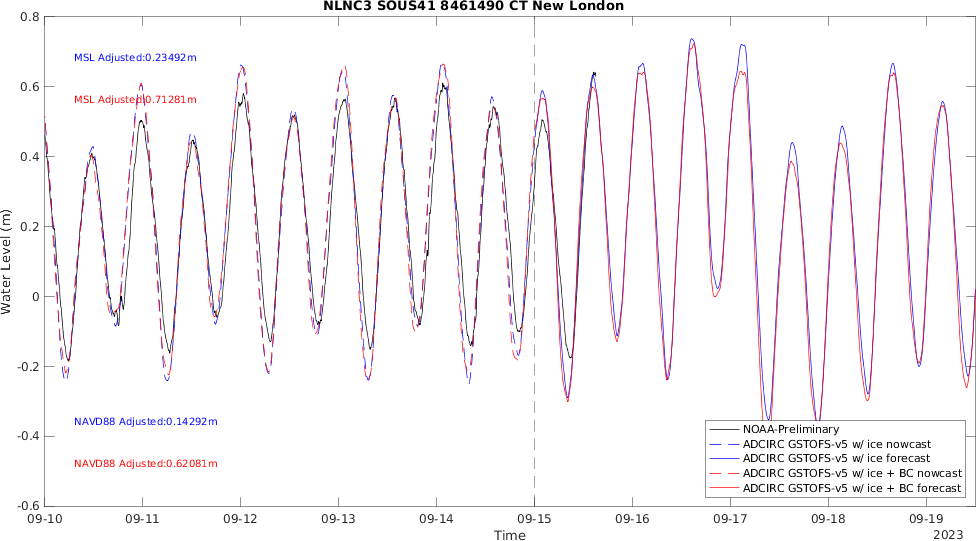 NLNC3 SOUS41 8461490 CT New London
0.8
0.6
0.4
0.2
0
-0.2
-0.4
-0.6
Water Level (m)
MSL Adjusted:0.23492m
MSL Adjusted:0.71281m
NAVD88 Adjusted:0.14292m
NAVD88 Adjusted:0.62081m
NOAA-Preliminary
ADCIRC GSTOFS-v5 w/ ice nowcast
ADCIRC GSTOFS-v5 w/ ice forecast
ADCIRC GSTOFS-v5 w/ ice + BC nowcast
ADCIRC GSTOFS-v5 w/ ice + BC forecast
09-10 09-11 09-12 09-13 09-14 09-15 09-16 09-17 09-18 09-19
Time
2023